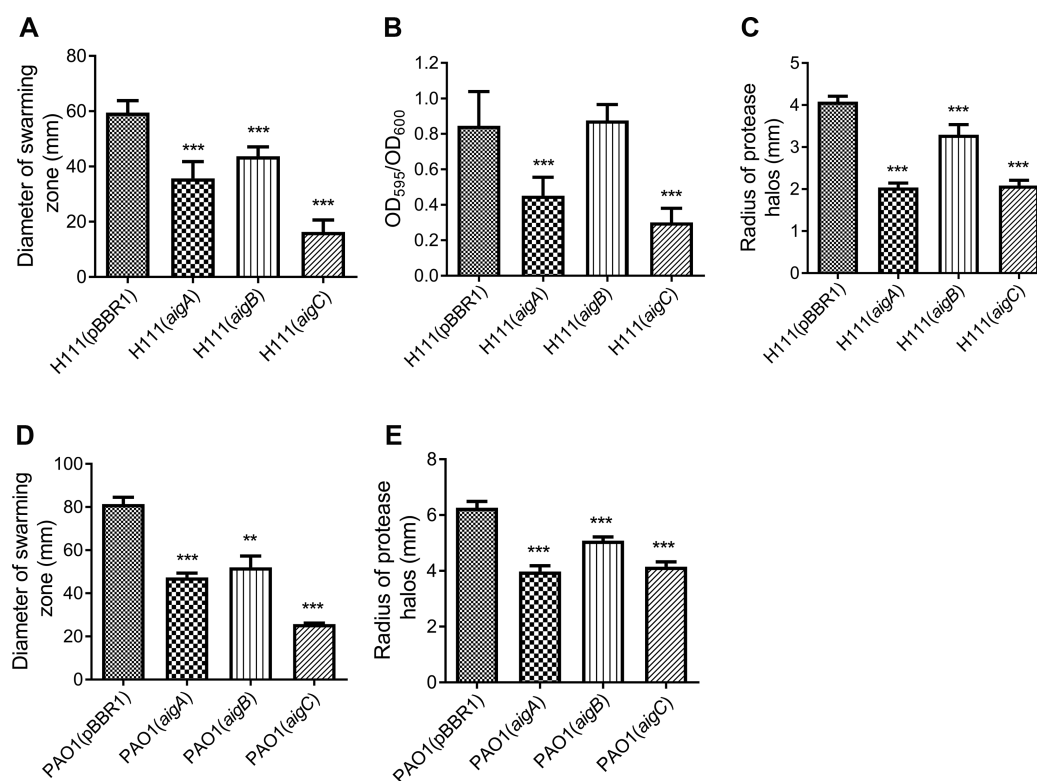 A
Diameter of swarming
zone (mm)
80
60
40
20
0
***
***
***
H111(pBBR1)
H111(aigA)
H111(aigB)
H111(aigC)
B
OD595/OD600
1.2
1.0
0.8
0.6
0.4
0.2
0.0
***
***
H111(pBBR1)
H111(aigA)
H111(aigB)
H111(aigC)
C
Radius of protease
halos (mm)
5
4
3
2
1
0
***
***
***
H111(pBBR1)
H111(aigA)
H111(aigB)
H111(aigC)
D
Diameter of swarming
zone (mm)
100
80
60
40
20
0
***
**
***
PAO1(pBBR1)
PAO1(aigA)
PAO1(aigB)
PAO1(aigC)
E
Radius of protease
halos (mm)
8
6
4
2
0
***
***
***
PAO1(pBBR1)
PAO1(aigA)
PAO1(aigB)
PAO1(aigC)